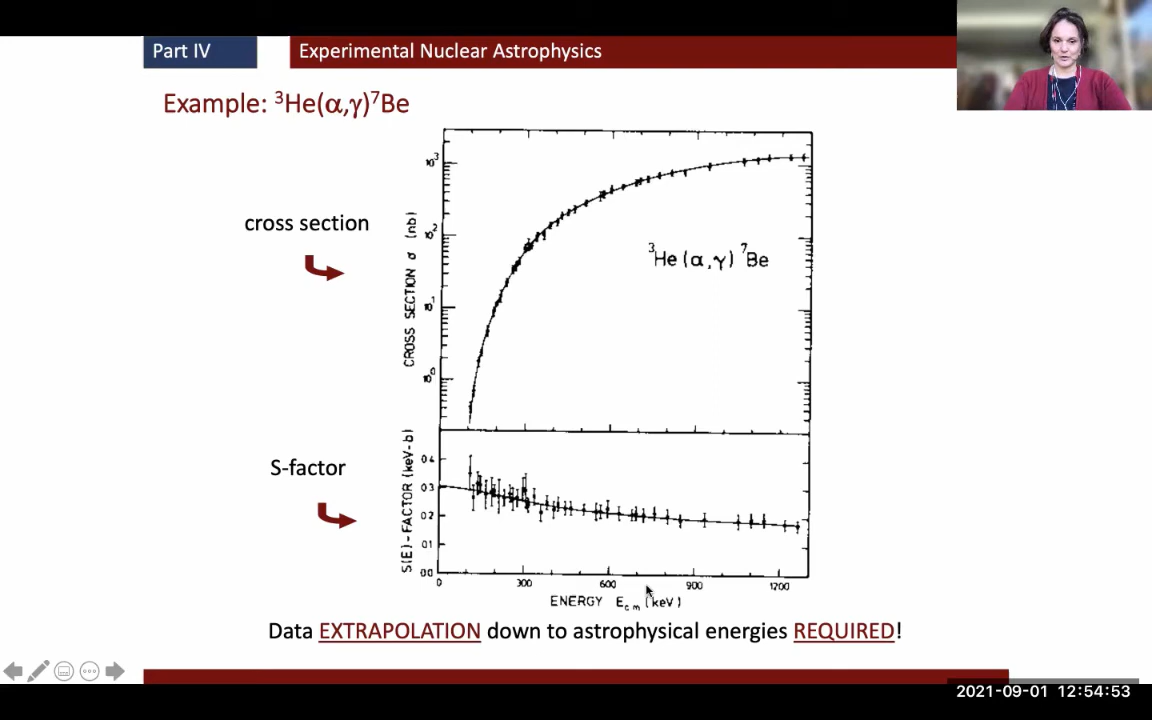 Part IV
Experimental Nuclear Astrophysics
Example: ³He(α,γ)⁷Be
10³
cross section
10²
CROSS SECTION σ (nb)
³He (α,γ) ⁷Be
10¹
10⁰
S-factor
S(E)-FACTOR (keV-b)
0.4
0.3
0.2
0.1
0.0
0 300 600 900 1200
ENERGY E c m (keV)
Data EXTRAPOLATION down to astrophysical energies REQUIRED!
2021-09-01 12:54:53